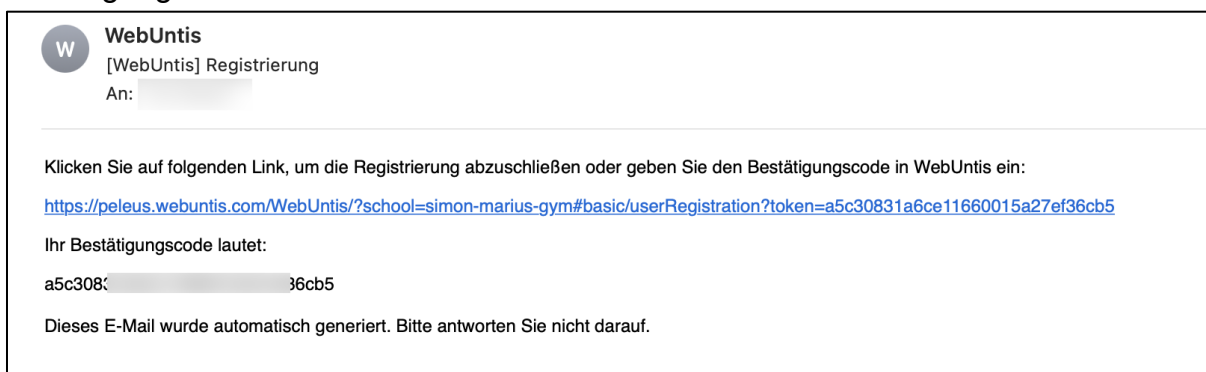 W
WebUntis
[WebUntis] Registrierung
An:
Klicken Sie auf folgenden Link, um die Registrierung abzuschließen oder geben Sie den Bestätigungscode in WebUntis ein:
https://peleus.webuntis.com/WebUntis/?school=simon-marius-gym#basic/userRegistration?token=a5c30831a6ce11660015a27ef36cb5
Ihr Bestätigungscode lautet:
a5c308 36cb5
Dieses E-Mail wurde automatisch generiert. Bitte antworten Sie nicht darauf.